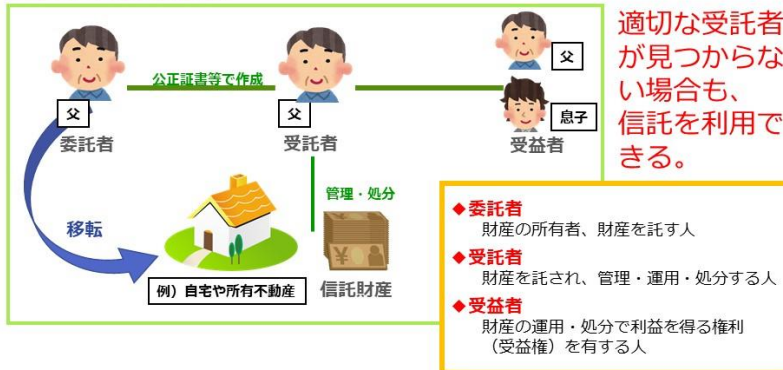 適切な受託者
が見つからな
い場合も、
信託を利用で
きる。
父
公正証書等で作成
父
父
息子
委託者
受託者
受益者
移転
管理・処分
例）自宅や所有不動産
信託財産
¥
◆委託者
財産の所有者、財産を託す人
◆受託者
財産を託され、管理・運用・処分する人
◆受益者
財産の運用・処分で利益を得る権利
（受益権）を有する人